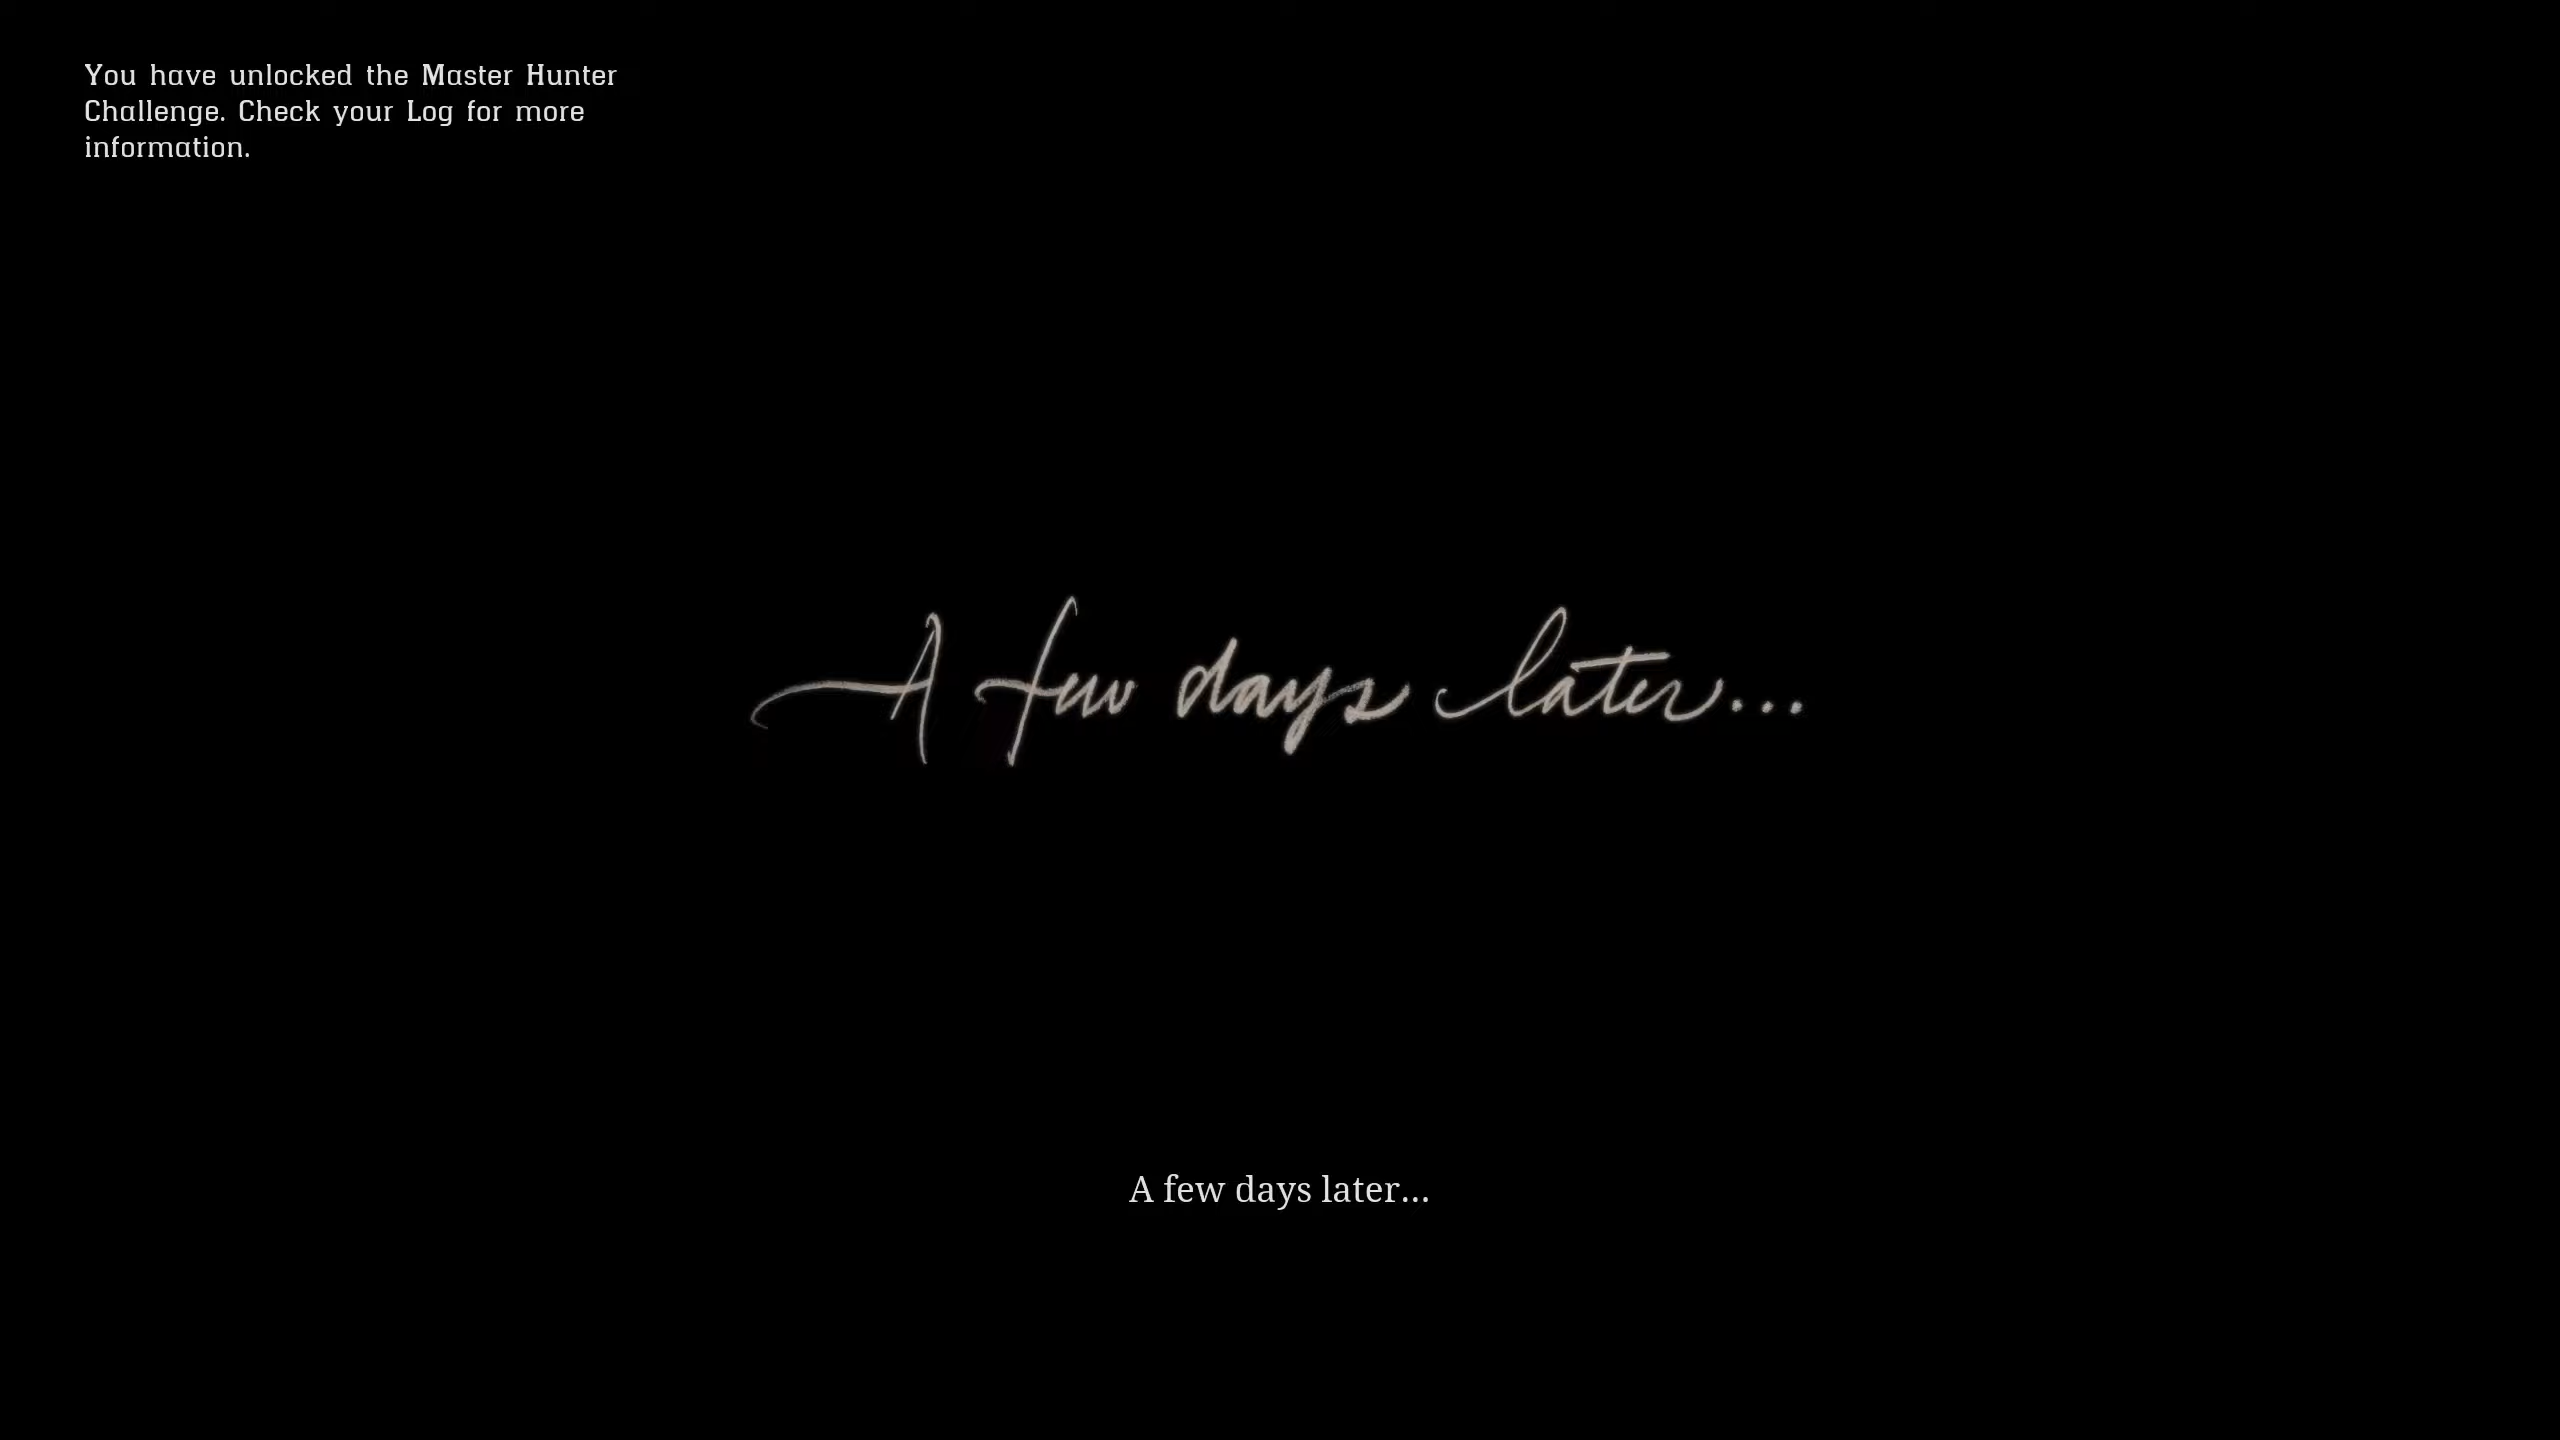 You have unlocked the Master Hunter
Challenge. Check your Log for more
information.
A few days later...
A few days later...